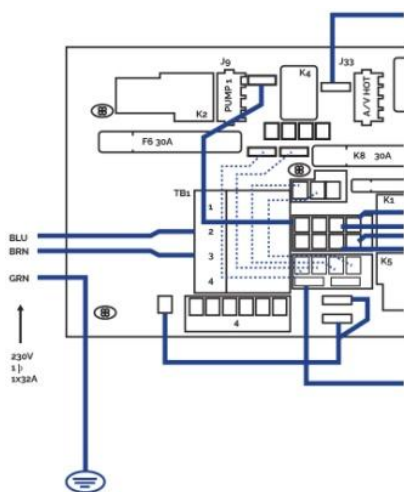 J9
J33
K4
PUMP 1
A/V HOT
K2
F6 30A
K8 30A
TB1
K1
1
BLU
2
BRN
3
K5
GRN
4
4
230V
1 |૭
1x32A